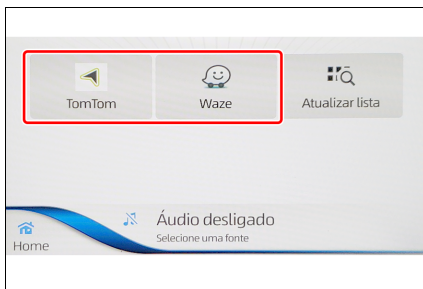 TomTom
Waze
Atualizar lista
Áudio desligado
Selecione uma fonte
Home